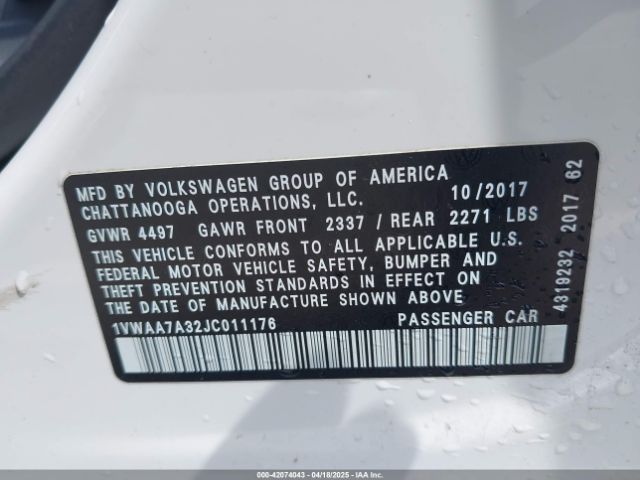 MFD BY VOLKSWAGEN GROUP OF AMERICA
CHATTANOOGA OPERATIONS, LLC. 10/2017
GVWR 4497 GAWR FRONT 2337 / REAR 2271 LBS
THIS VEHICLE CONFORMS TO ALL APPLICABLE U.S.
FEDERAL MOTOR VEHICLE SAFETY, BUMPER AND
THEFT PREVENTION STANDARDS IN EFFECT ON
THE DATE OF MANUFACTURE SHOWN ABOVE
1VWAA7A32JC011176 PASSENGER CAR
4319232 2017 62
000-42074043 - 04/18/2025 - IAAI.COM